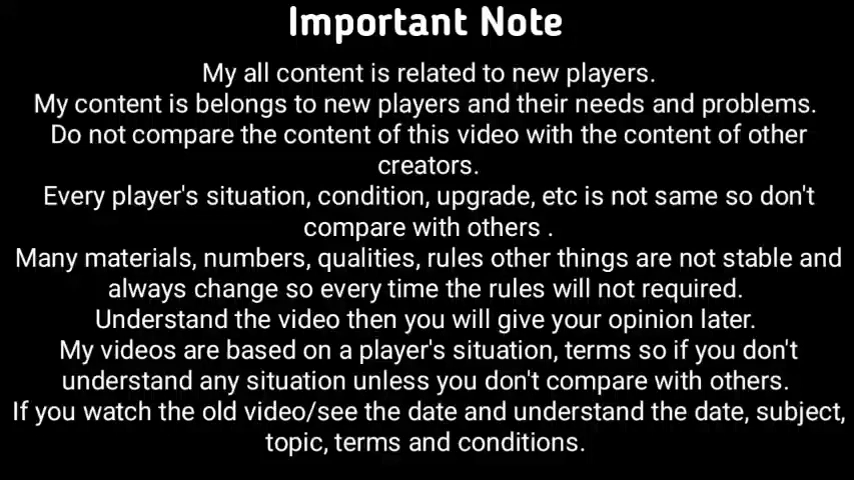 Important Note
My all content is related to new players.
My content is belongs to new players and their needs and problems.
Do not compare the content of this video with the content of other
creators.
Every player's situation, condition, upgrade, etc is not same so don't
compare with others .
Many materials, numbers, qualities, rules other things are not stable and
always change so every time the rules will not required.
Understand the video then you will give your opinion later.
My videos are based on a player's situation, terms so if you don't
understand any situation unless you don't compare with others.
If you watch the old video/see the date and understand the date, subject,
topic, terms and conditions.